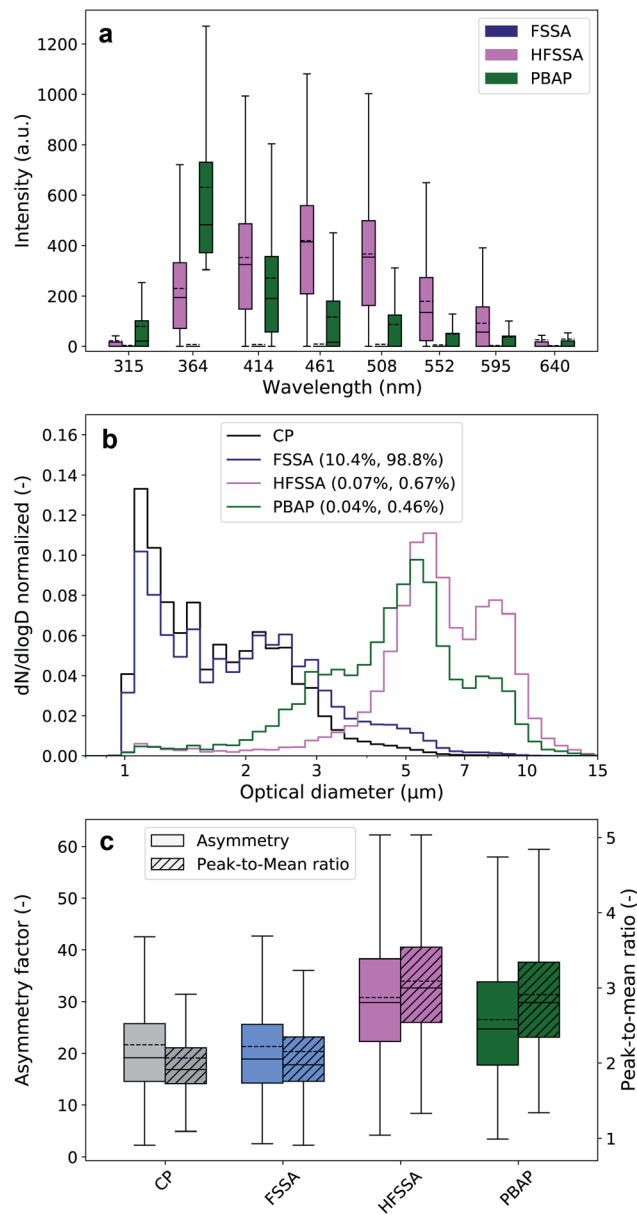 a
FSSA
HFSSA
PBAP
1200
1000
800
600
400
200
0
Intensity (a.u.)
315 364 414 461 508 552 595 640
Wavelength (nm)
b
CP
FSSA (10.4%, 98.8%)
HFSSA (0.07%, 0.67%)
PBAP (0.04%, 0.46%)
0.16
0.14
0.12
0.10
0.08
0.06
0.04
0.02
0.00
dN/dlogD normalized (-)
1 2 3 5 7 10 15
Optical diameter (μm)
c
Asymmetry
Peak-to-Mean ratio
60
50
40
30
20
10
0
Asymmetry factor (-)
5
4
3
2
1
Peak-to-mean ratio (-)
CP FSSA HFSSA PBAP